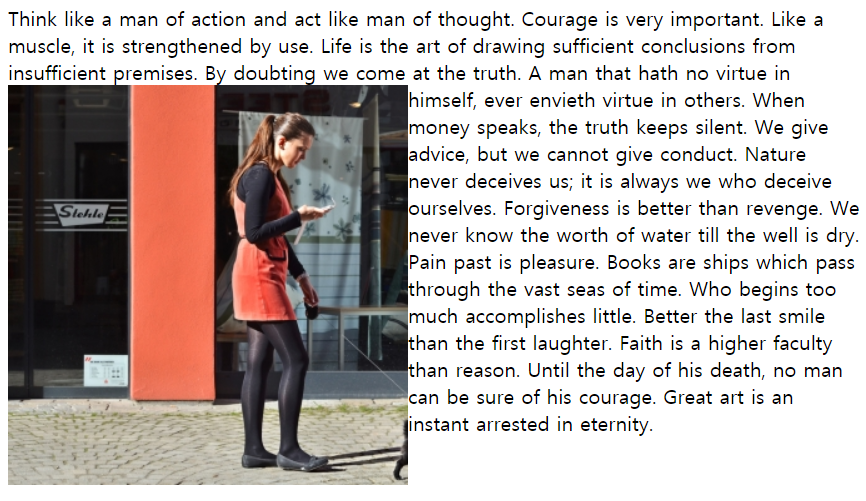 Think like a man of action and act like man of thought. Courage is very important. Like a
muscle, it is strengthened by use. Life is the art of drawing sufficient conclusions from
insufficient premises. By doubting we come at the truth. A man that hath no virtue in
himself, ever envieth virtue in others. When
money speaks, the truth keeps silent. We give
advice, but we cannot give conduct. Nature
never deceives us; it is always we who deceive
ourselves. Forgiveness is better than revenge. We
never know the worth of water till the well is dry.
Pain past is pleasure. Books are ships which pass
through the vast seas of time. Who begins too
much accomplishes little. Better the last smile
than the first laughter. Faith is a higher faculty
than reason. Until the day of his death, no man
can be sure of his courage. Great art is an
instant arrested in eternity.
Stehle